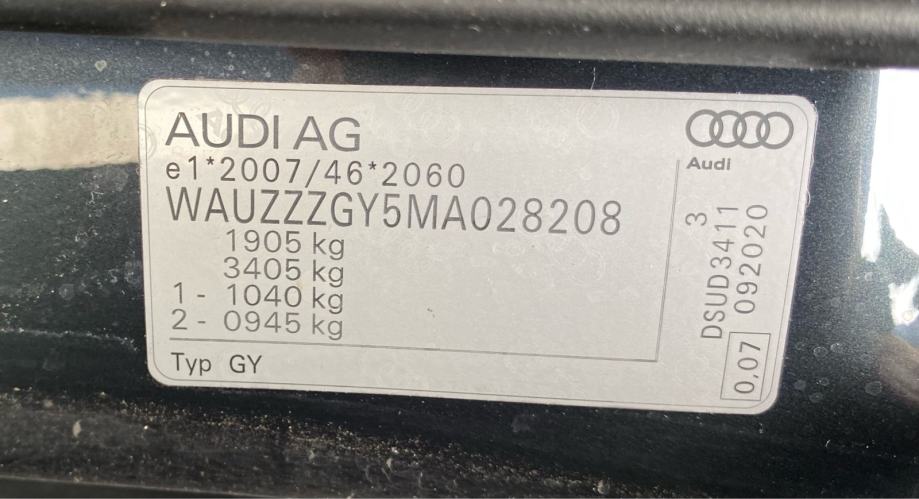 AUDI AG
e1*2007/46*2060
WAUZZZGY5MA028208
1905 kg
3405 kg
1 - 1040 kg
2 - 0945 kg
Typ GY
Audi
3
DSUD3411
092020
0,07